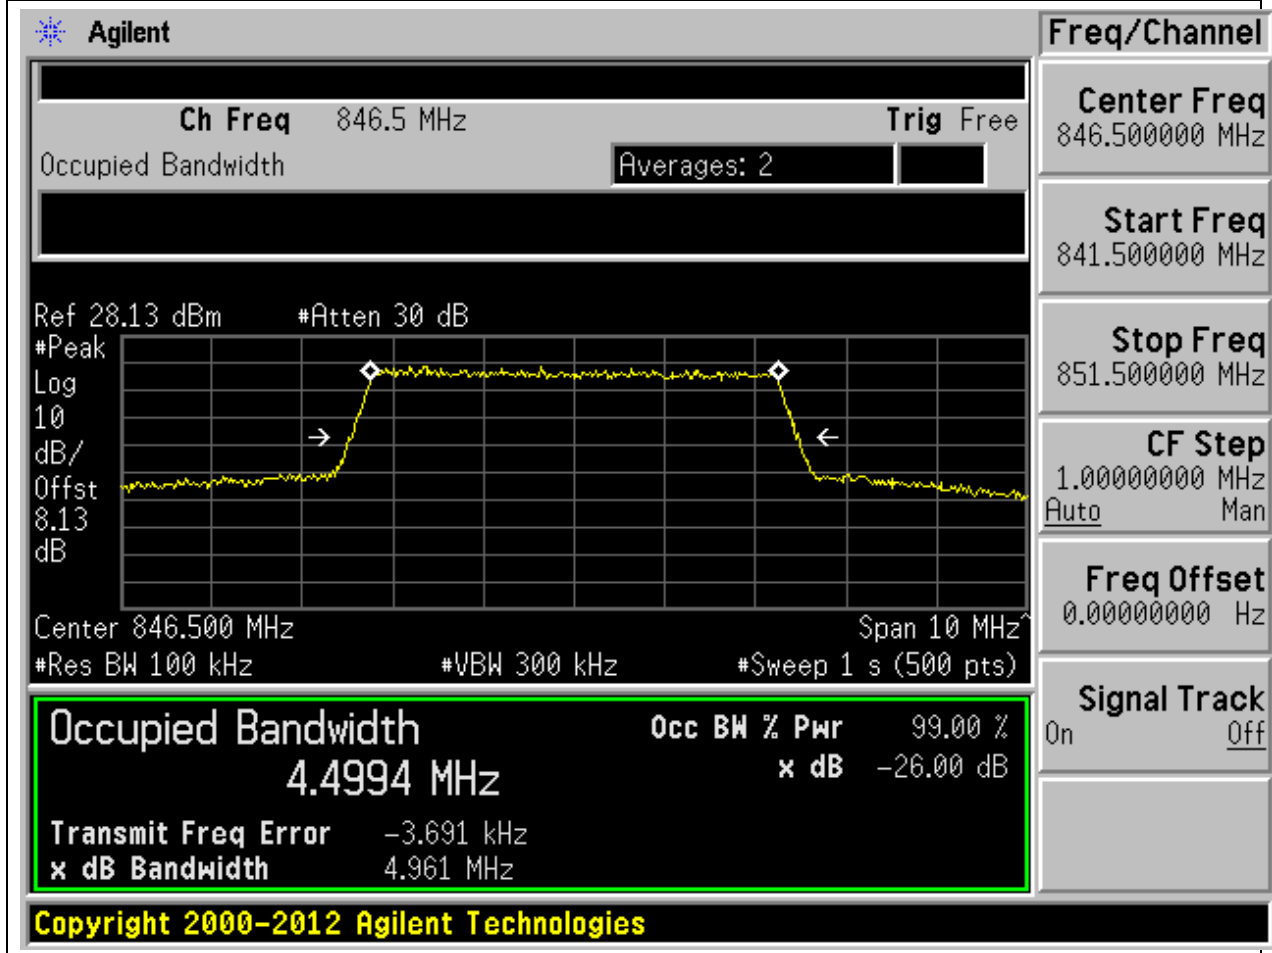 Agilent
Freq/Channel
Ch Freq 846.5 MHz Trig Free
Occupied Bandwidth Averages: 2
Center Freq
846.500000 MHz
Start Freq
841.500000 MHz
Stop Freq
851.500000 MHz
CF Step
1.00000000 MHz
Auto Man
Freq Offset
0.00000000 Hz
Signal Track
On Off
Ref 28.13 dBm #Atten 30 dB
#Peak
Log
10
dB/
Offst
8.13
dB
Center 846.500 MHz Span 10 MHz^
#Res BW 100 kHz #VBW 300 kHz #Sweep 1 s (500 pts)
Occupied Bandwidth Occ BW % Pwr 99.00 %
4.4994 MHz x dB -26.00 dB
Transmit Freq Error -3.691 kHz
x dB Bandwidth 4.961 MHz
Copyright 2000-2012 Agilent Technologies